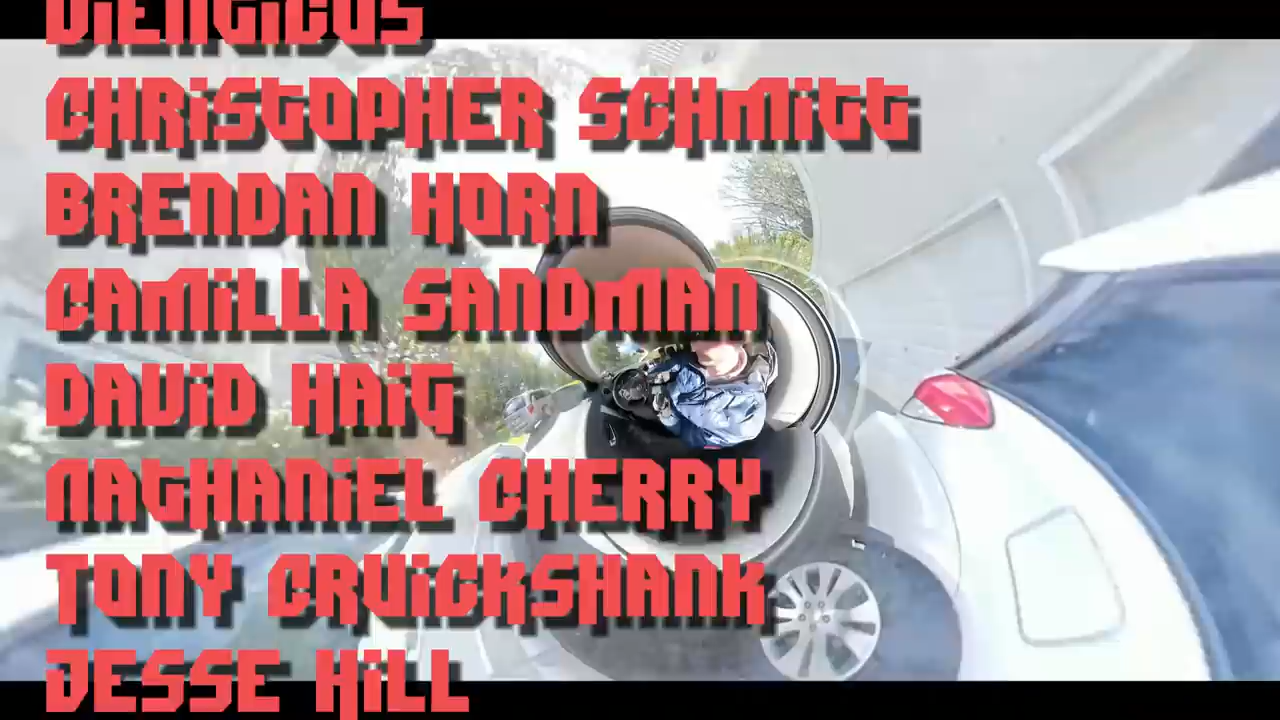 CHRiStOPHER SCHMitt
BRENDAN HORN
CAMiLLA SANDMAN
DAViD HAiG
NAtHANiEL CHERRY
TONY CRUiCKSHANK
JESSE HiLL